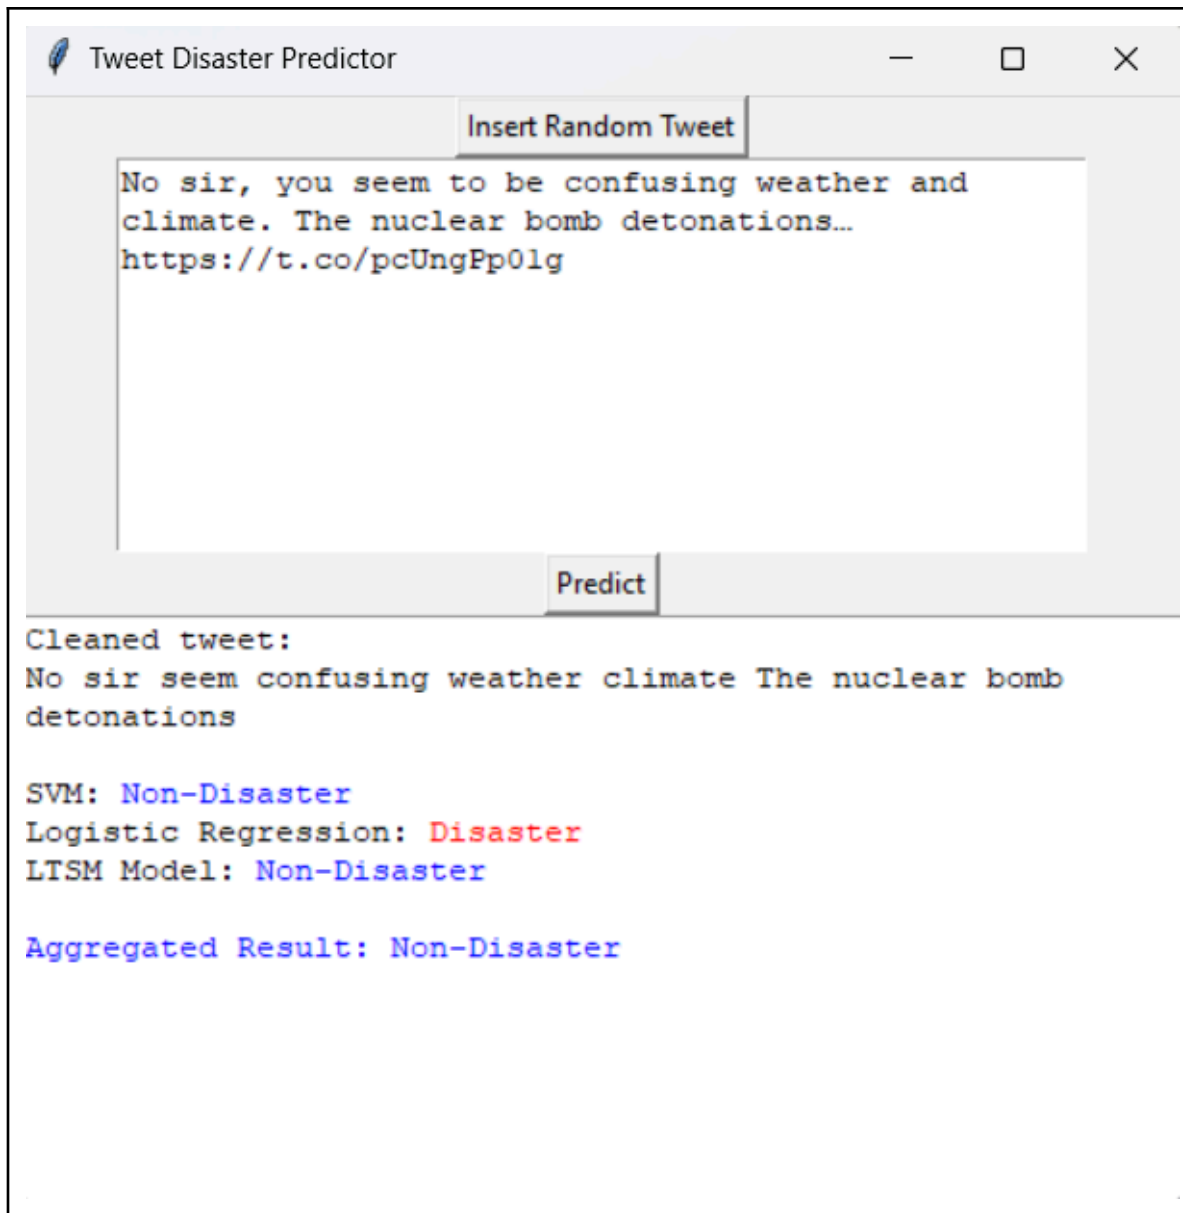 Tweet Disaster Predictor
Insert Random Tweet
No sir, you seem to be confusing weather and
climate. The nuclear bomb detonations…
https://t.co/pcUngPp0lg
Predict
Cleaned tweet:
No sir seem confusing weather climate The nuclear bomb
detonations
SVM: Non-Disaster
Logistic Regression: Disaster
LTSM Model: Non-Disaster
Aggregated Result: Non-Disaster